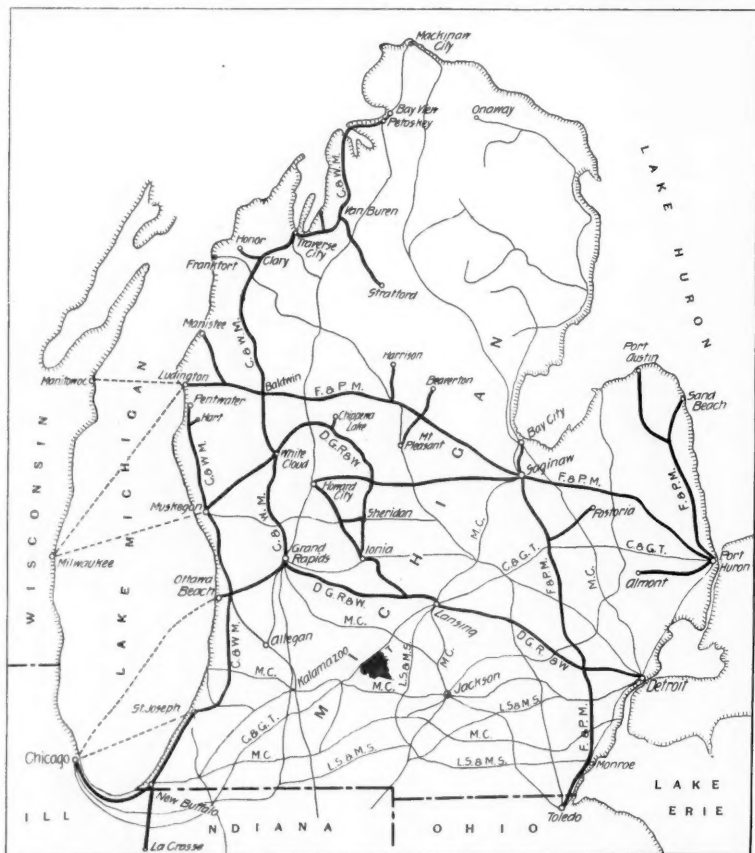 Mackinaw
City
Bay View
Petoskey
Onaway
C.&W.M.
Van Buren
Traverse
City
Honor
Clary
Frankfort
Stratford
LAKE HURON
Manistee
C.&W.M.
Harrison
Beaverton
Port
Austin
Sand
Beach
Manitowoc
Ludington
Baldwin
F.&P.M.
Pentwater
Hart
Chippewa
Lake
Mt
Pleasant
Bay City
D.G.R.&W.
White
Cloud
Saginaw
F.&P.M.
F.&P.M.
C.&W.M.
Howard
City
Muskegon
Sheridan
Fostoria
M.C.
C.&W.M.
Milwaukee
Grand
Rapids
Ionia
C.&G.T.
F.&P.M.
M.C.
C.&G.T.
Port
Huron
Almont
Ottawa
Beach
D.G.R.&W.
Lansing
D.G.R.&W.
M.C.
C.&W.M.
Allegan
Kalamazoo
M.C.
L.S.&M.S.
M.C.
Detroit
M.C.
Jackson
L.S.&M.S.
St. Joseph
C.&G.T.
M.C.
M.C.
F.&P.M.
Chicago
L.S.&M.S.
L.S.&M.S.
Monroe
New Buffalo
Toledo
La Crosse
WISCONSIN
LAKE MICHIGAN
MICHIGAN
LAKE
ERIE
ILL
NDIANA
OHIO